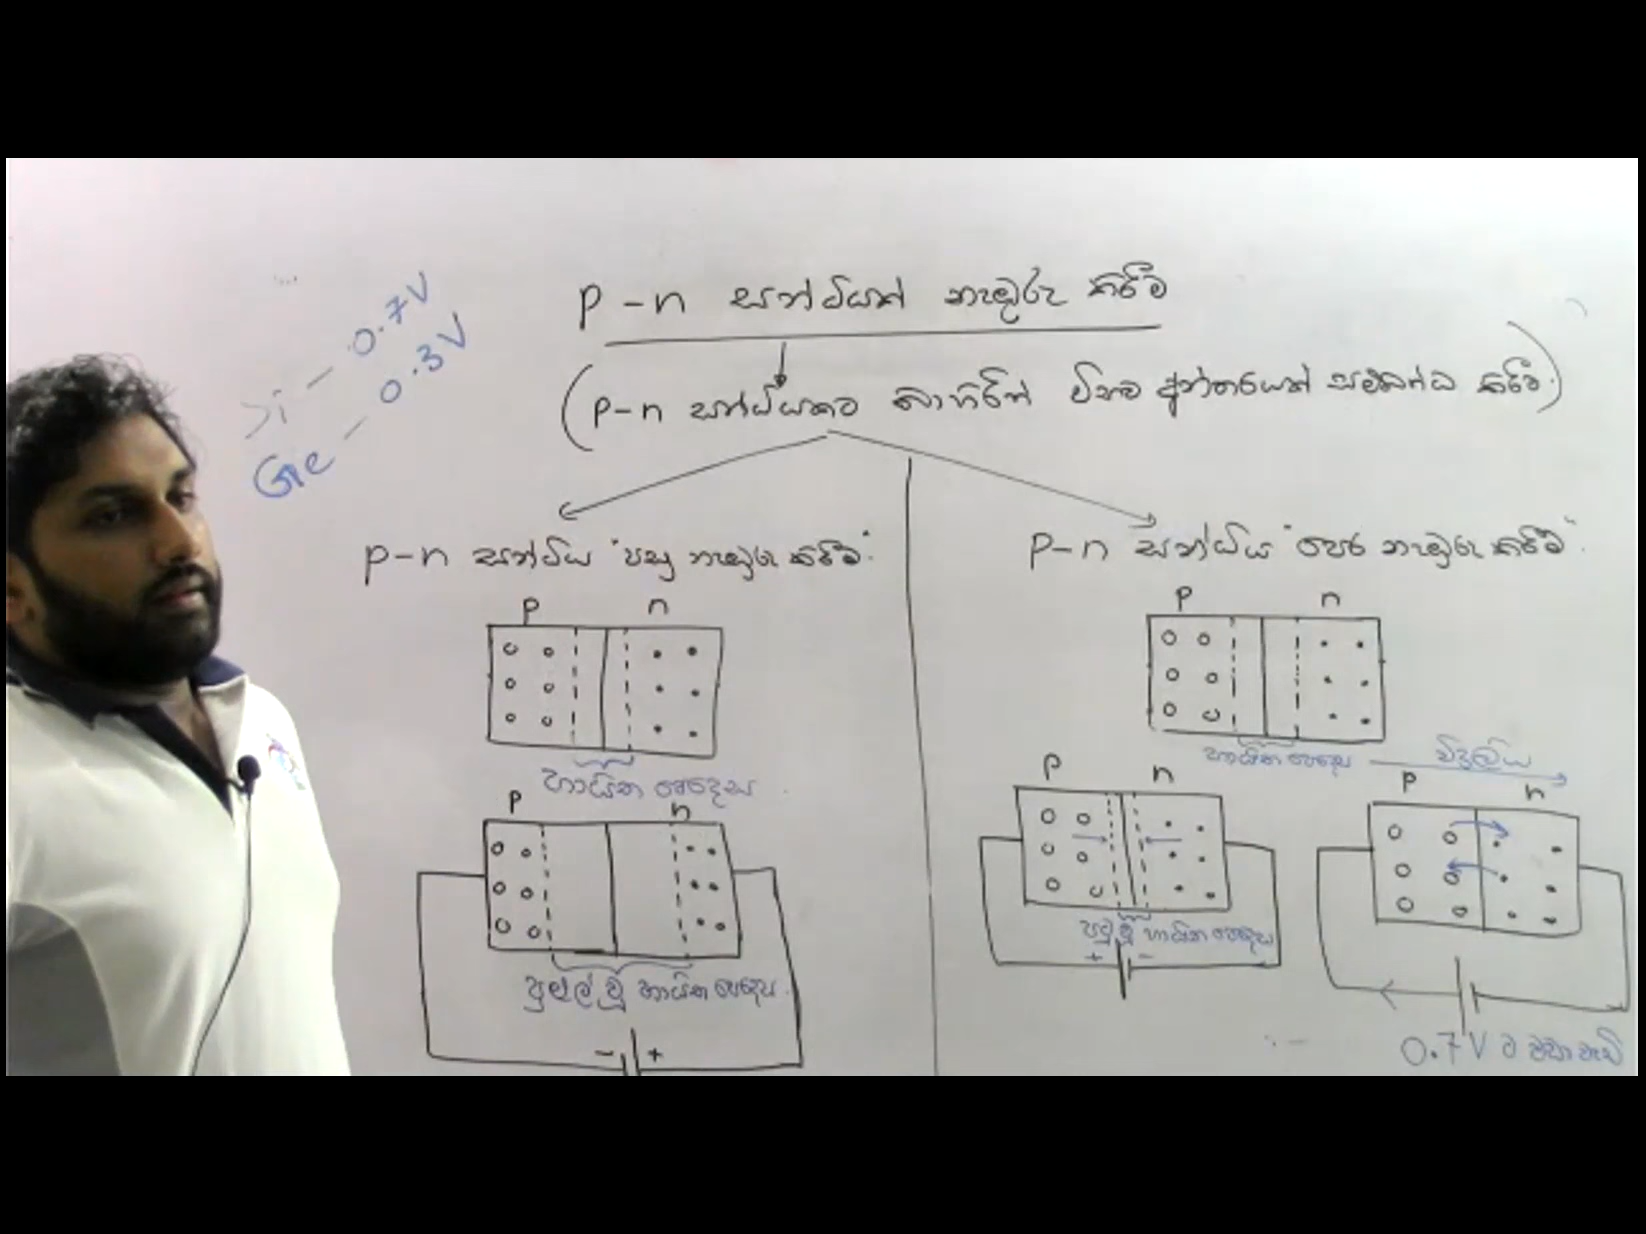 p-n සන්ධියක් නැඹුරු කිරීම
(p-n සන්ධියකට බාහිරින් විභව අන්තරයක් සම්බන්ධ කිරීම.)
Si - 0.7V
Ge - 0.3V
p-n සන්ධිය "පසු නැඹුරු කිරීම".
p n
හායිත පෙදෙස
p n
පුළුල් වූ හායිත පෙදෙස.
- +
p-n සන්ධිය "පෙර නැඹුරු කිරීම".
p n
හායිත පෙදෙස
p n
පටු වූ හායිත පෙදෙස
+ -
විදුලිය
p n
0.7V ට වඩා වැඩි